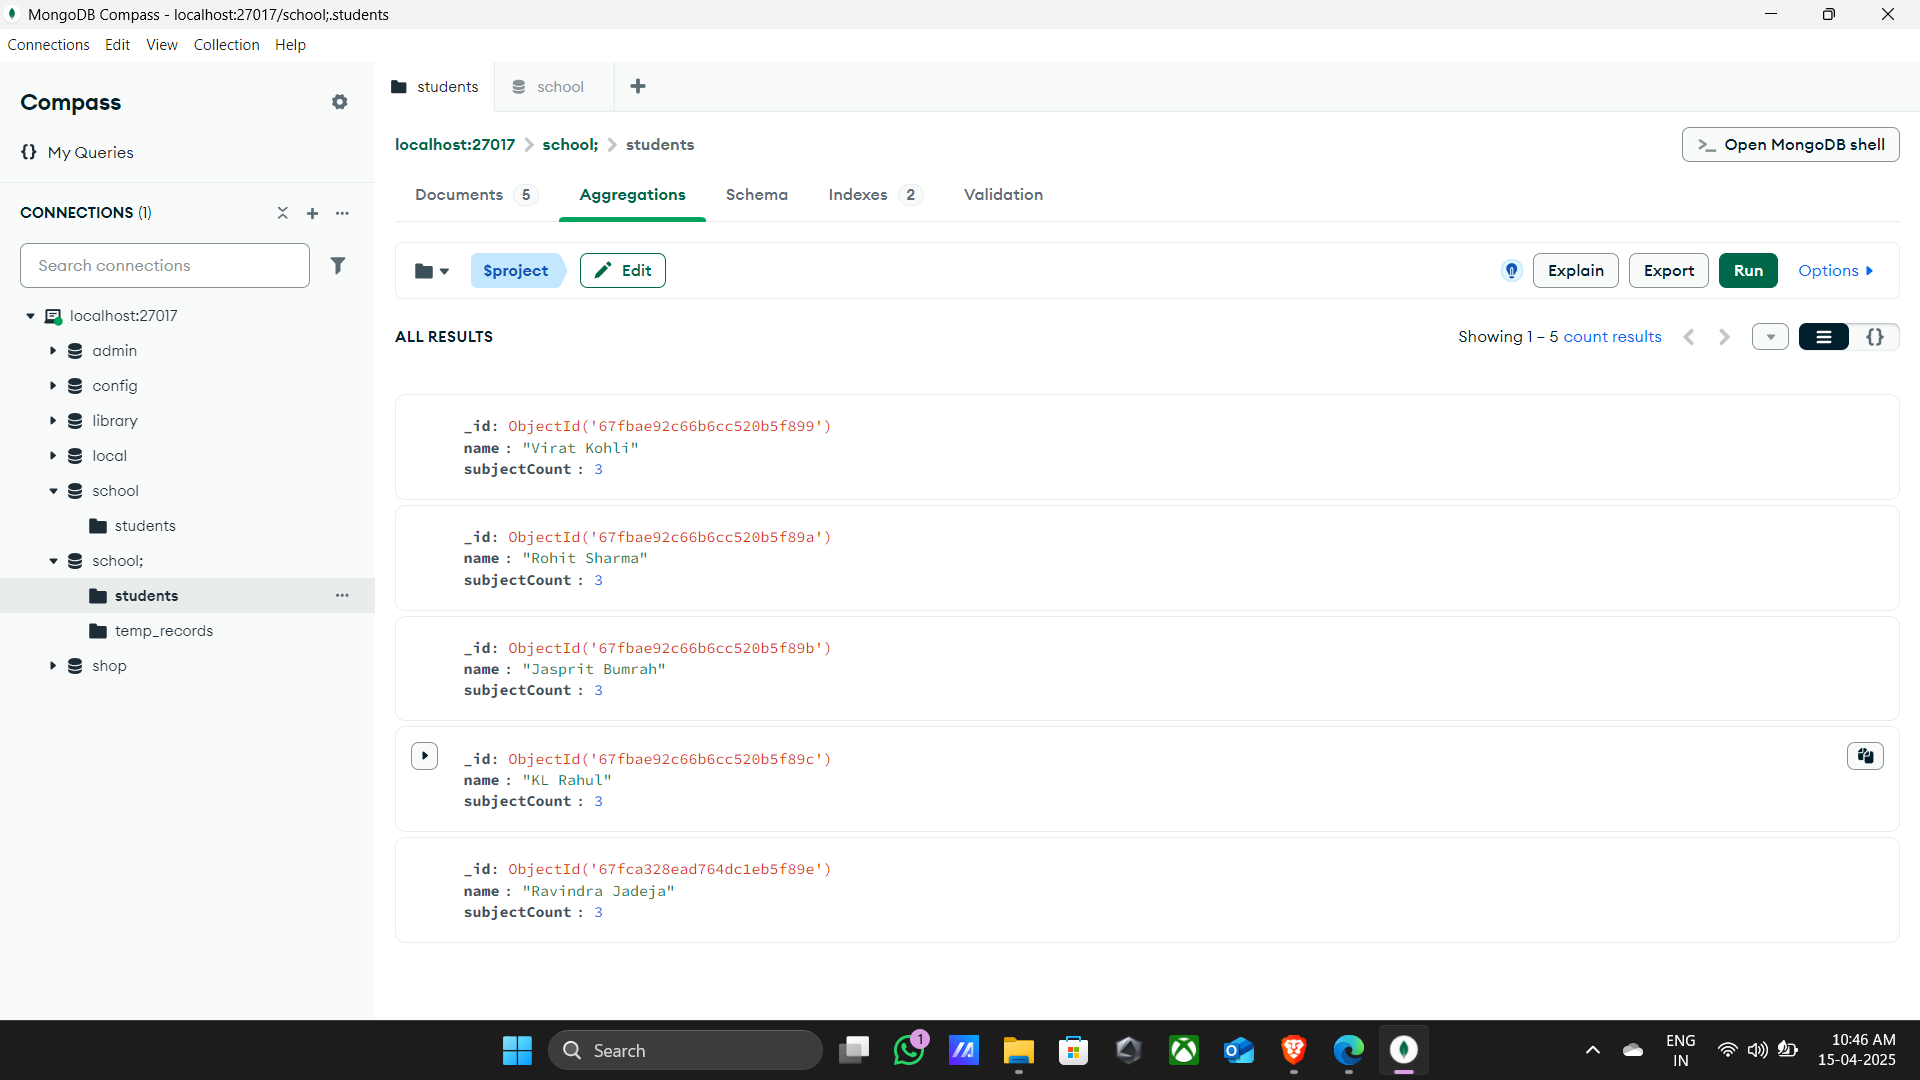 MongoDB Compass - localhost:27017/school;.students
Connections Edit View Collection Help
Compass
{} My Queries
CONNECTIONS (1)
Search connections
localhost:27017
admin
config
library
local
school
students
school;
students
temp_records
shop
students school
localhost:27017 school; students
>_ Open MongoDB shell
Documents 5 Aggregations Schema Indexes 2 Validation
$project Edit Explain Export Run Options
ALL RESULTS
Showing 1 – 5 count results
{}
_id: ObjectId('67fbae92c66b6cc520b5f899')
name : "Virat Kohli"
subjectCount : 3
_id: ObjectId('67fbae92c66b6cc520b5f89a')
name : "Rohit Sharma"
subjectCount : 3
_id: ObjectId('67fbae92c66b6cc520b5f89b')
name : "Jasprit Bumrah"
subjectCount : 3
_id: ObjectId('67fbae92c66b6cc520b5f89c')
name : "KL Rahul"
subjectCount : 3
_id: ObjectId('67fca328ead764dc1eb5f89e')
name : "Ravindra Jadeja"
subjectCount : 3
Search
1
ENG
IN
10:46 AM
15-04-2025